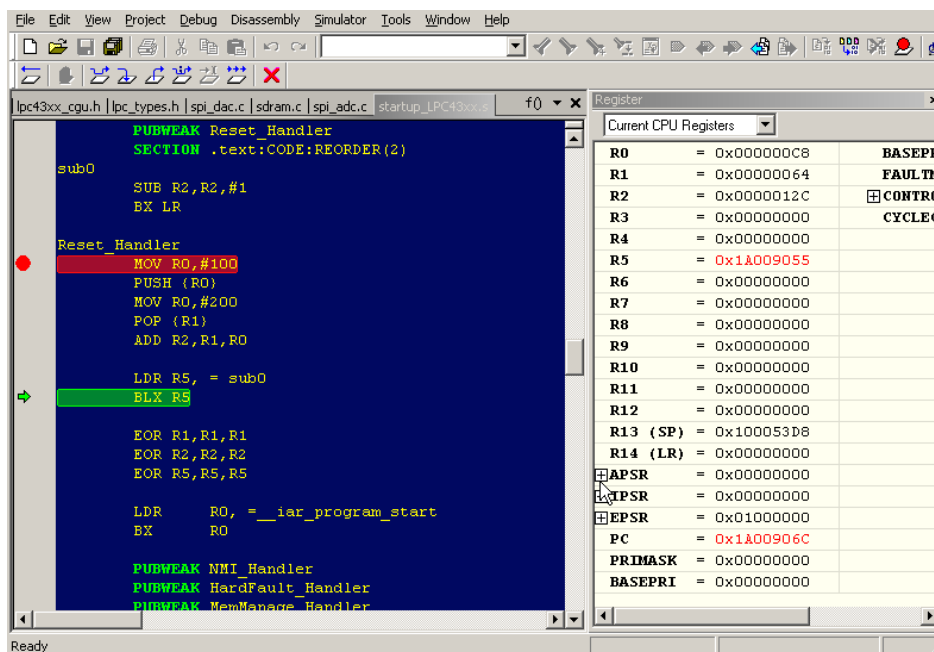 File Edit View Project Debug Disassembly Simulator Tools Window Help
lpc43xx_cgu.h | lpc_types.h | spi_dac.c | sdram.c | spi_adc.c | startup_LPC43xx.s
f()
PUBWEAK Reset_Handler
SECTION .text:CODE:REORDER(2)
sub0
SUB R2,R2,#1
BX LR
Reset_Handler
MOV R0,#100
PUSH {R0}
MOV R0,#200
POP {R1}
ADD R2,R1,R0
LDR R5, = sub0
BLX R5
EOR R1,R1,R1
EOR R2,R2,R2
EOR R5,R5,R5
LDR R0, =__iar_program_start
BX R0
PUBWEAK NMI_Handler
PUBWEAK HardFault_Handler
PUBWEAK MemManage_Handler
Register
Current CPU Registers
R0 = 0x000000C8 BASEPR
R1 = 0x00000064 FAULTM
R2 = 0x0000012C CONTRO
R3 = 0x00000000 CYCLEC
R4 = 0x00000000
R5 = 0x1A009055
R6 = 0x00000000
R7 = 0x00000000
R8 = 0x00000000
R9 = 0x00000000
R10 = 0x00000000
R11 = 0x00000000
R12 = 0x00000000
R13 (SP) = 0x100053D8
R14 (LR) = 0x00000000
APSR = 0x00000000
IPSR = 0x00000000
EPSR = 0x01000000
PC = 0x1A00906C
PRIMASK = 0x00000000
BASEPRI = 0x00000000
Ready